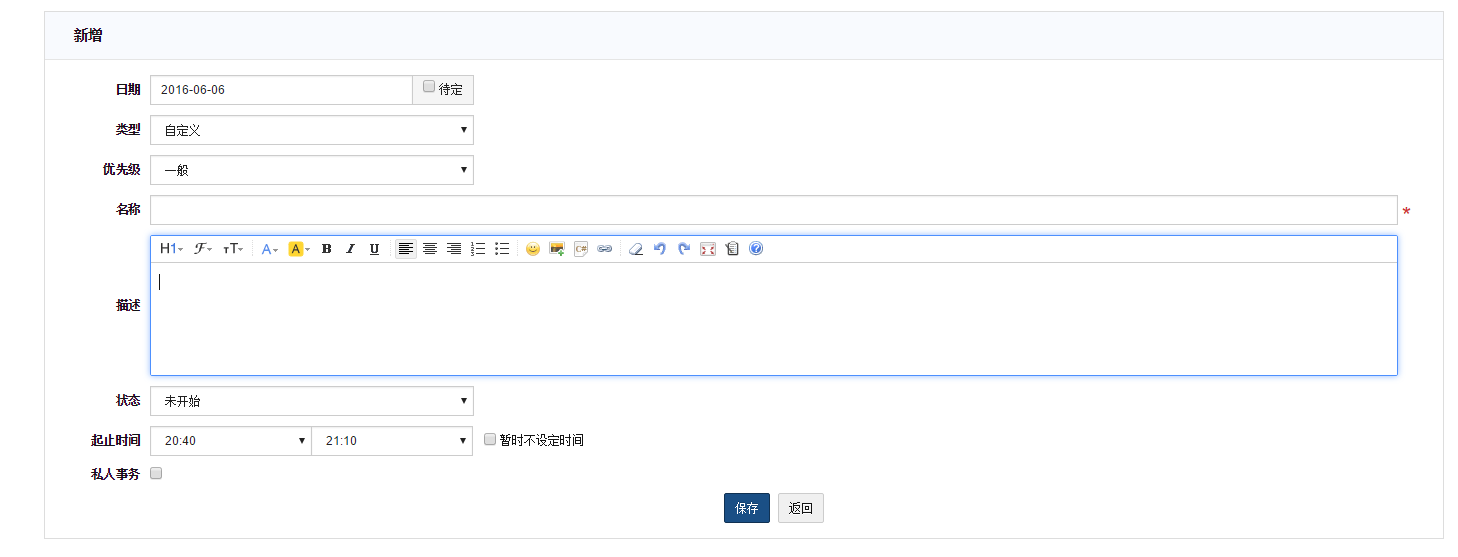 新增
日期 2016-06-06 待定
类型 自定义
优先级 一般
名称 *
H1 F TT A A B I U C#
描述
状态 未开始
起止时间 20:40 21:10 暂时不设定时间
私人事务
保存 返回